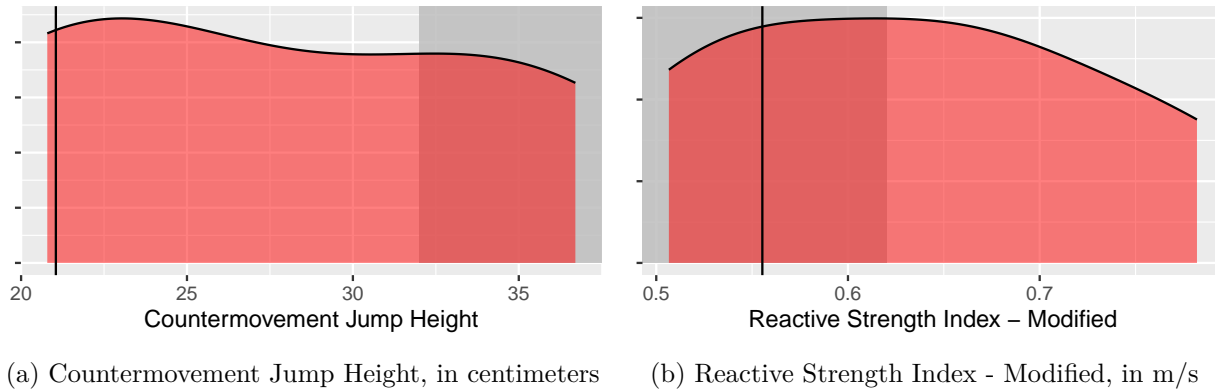 20 25 30 35
Countermovement Jump Height
0.5 0.6 0.7
Reactive Strength Index − Modified
(a) Countermovement Jump Height, in centimeters
(b) Reactive Strength Index - Modified, in m/s